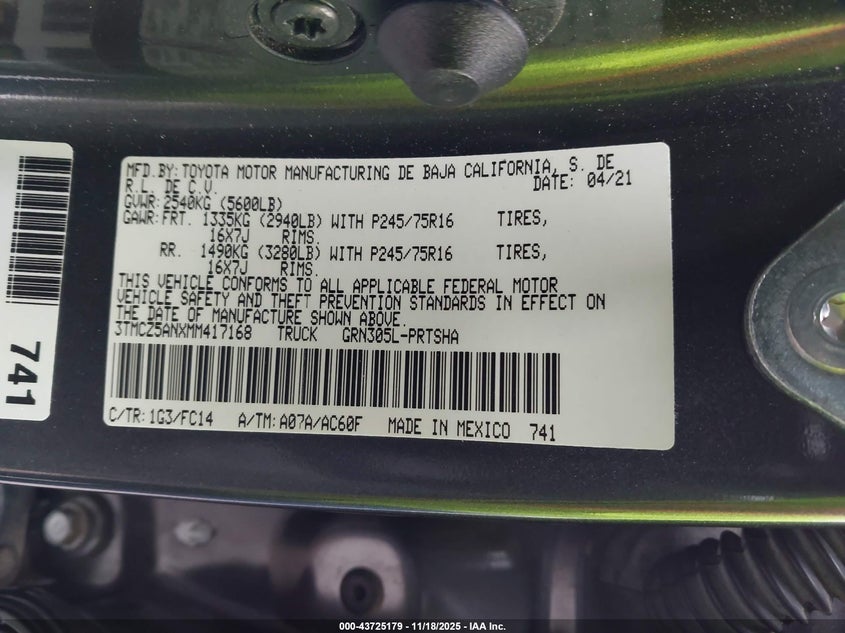 MFD.BY:TOYOTA MOTOR MANUFACTURING DE BAJA CALIFORNIA, S. DE
R.L. DE C.V. DATE: 04/21
GVWR: 2540KG (5600LB)
GAWR:FRT. 1335KG (2940LB) WITH P245/75R16 TIRES,
16X7J RIMS.
RR. 1490KG (3280LB) WITH P245/75R16 TIRES,
16X7J RIMS.
THIS VEHICLE CONFORMS TO ALL APPLICABLE FEDERAL MOTOR
VEHICLE SAFETY AND THEFT PREVENTION STANDARDS IN EFFECT ON
THE DATE OF MANUFACTURE SHOWN ABOVE.
3TMCZ5ANXMM417168 TRUCK GRN305L-PRTSHA
C/TR:1G3/FC14 A/TM:A07A/AC60F MADE IN MEXICO 741
741
000-43725179 - 11/18/2025 - IAA Inc.